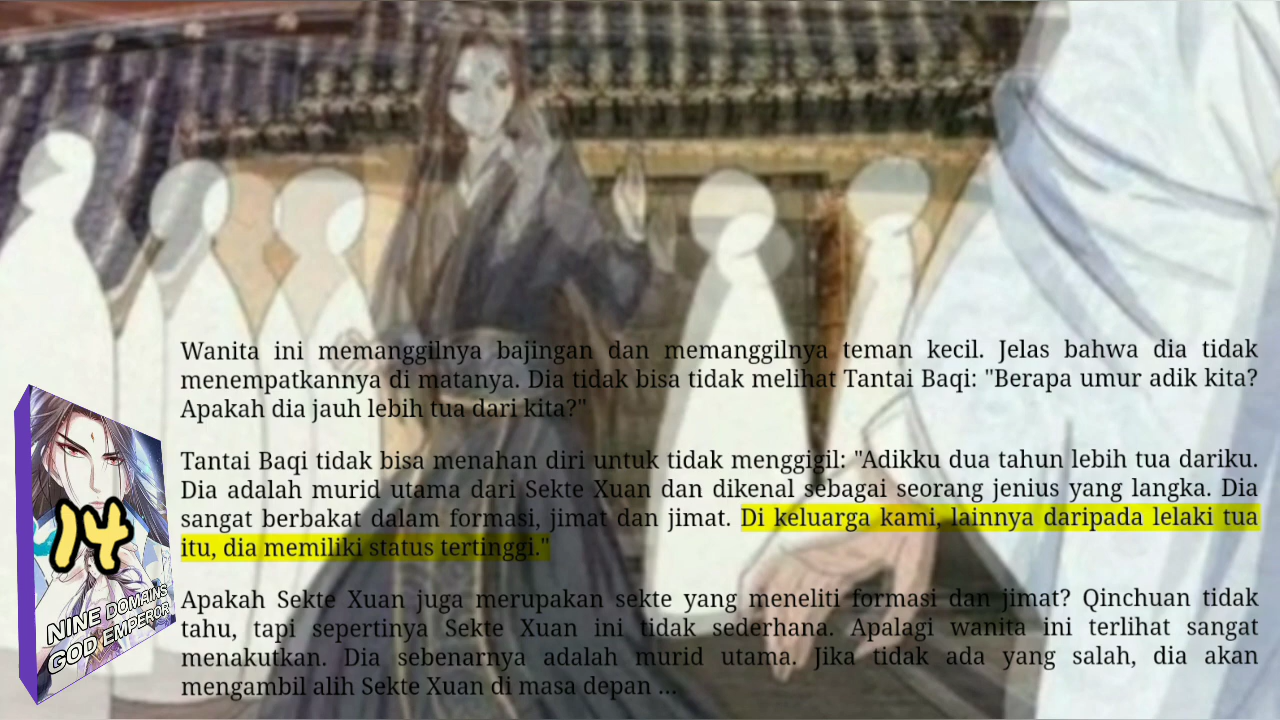 Wanita ini memanggilnya bajingan dan memanggilnya teman kecil. Jelas bahwa dia tidak
menempatkannya di matanya. Dia tidak bisa tidak melihat Tantai Baqi: "Berapa umur adik kita?
Apakah dia jauh lebih tua dari kita?"
Tantai Baqi tidak bisa menahan diri untuk tidak menggigil: "Adikku dua tahun lebih tua dariku.
Dia adalah murid utama dari Sekte Xuan dan dikenal sebagai seorang jenius yang langka. Dia
sangat berbakat dalam formasi, jimat dan jimat. Di keluarga kami, lainnya daripada lelaki tua
itu, dia memiliki status tertinggi."
Apakah Sekte Xuan juga merupakan sekte yang meneliti formasi dan jimat? Qinchuan tidak
tahu, tapi sepertinya Sekte Xuan ini tidak sederhana. Apalagi wanita ini terlihat sangat
menakutkan. Dia sebenarnya adalah murid utama. Jika tidak ada yang salah, dia akan
mengambil alih Sekte Xuan di masa depan ...
14
NINE DOMAINS
GOD EMPEROR